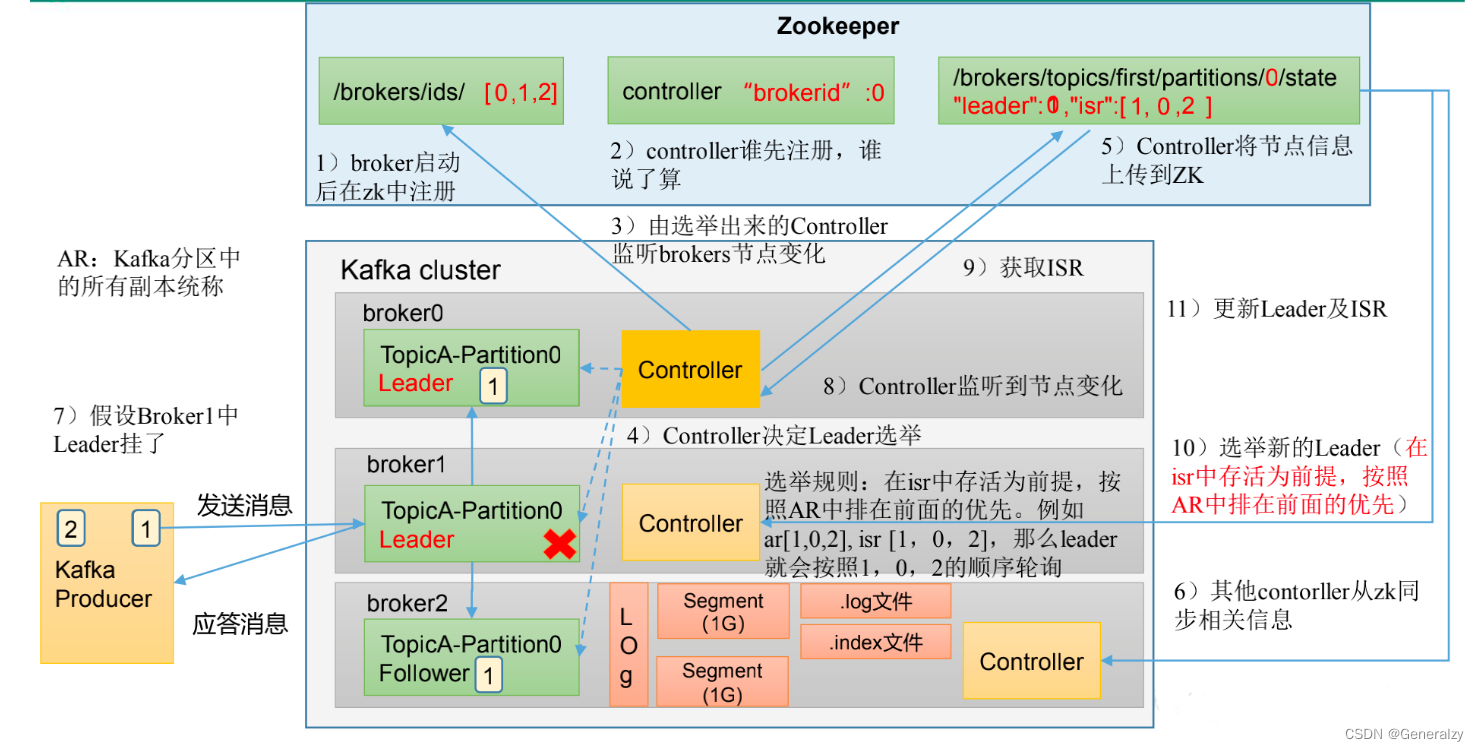 Zookeeper
/brokers/ids/ [0,1,2]
controller “brokerid” :0
/brokers/topics/first/partitions/0/state
"leader": ,"isr":[ 1, 0 ,2 ]
1）broker启动
后在zk中注册
2）controller谁先注册，谁
说了算
5）Controller将节点信息
上传到ZK
3）由选举出来的Controller
监听brokers节点变化
AR：Kafka分区中
的所有副本统称
Kafka cluster
9）获取ISR
11）更新Leader及ISR
broker0
TopicA-Partition0
Leader
1
Controller
8）Controller监听到节点变化
7）假设Broker1中
Leader挂了
4）Controller决定Leader选举
10）选举新的Leader（在
isr中存活为前提，按照
AR中排在前面的优先）
broker1
TopicA-Partition0
Leader
Controller
选举规则：在isr中存活为前提，按
照AR中排在前面的优先。例如
ar[1,0,2], isr [1，0，2]，那么leader
就会按照1，0，2的顺序轮询
发送消息
2
1
Kafka
Producer
应答消息
6）其他contorller从zk同
步相关信息
broker2
TopicA-Partition0
Follower
1
L
O
g
Segment
(1G)
Segment
(1G)
.log文件
.index文件
Controller
CSDN @Generalzy